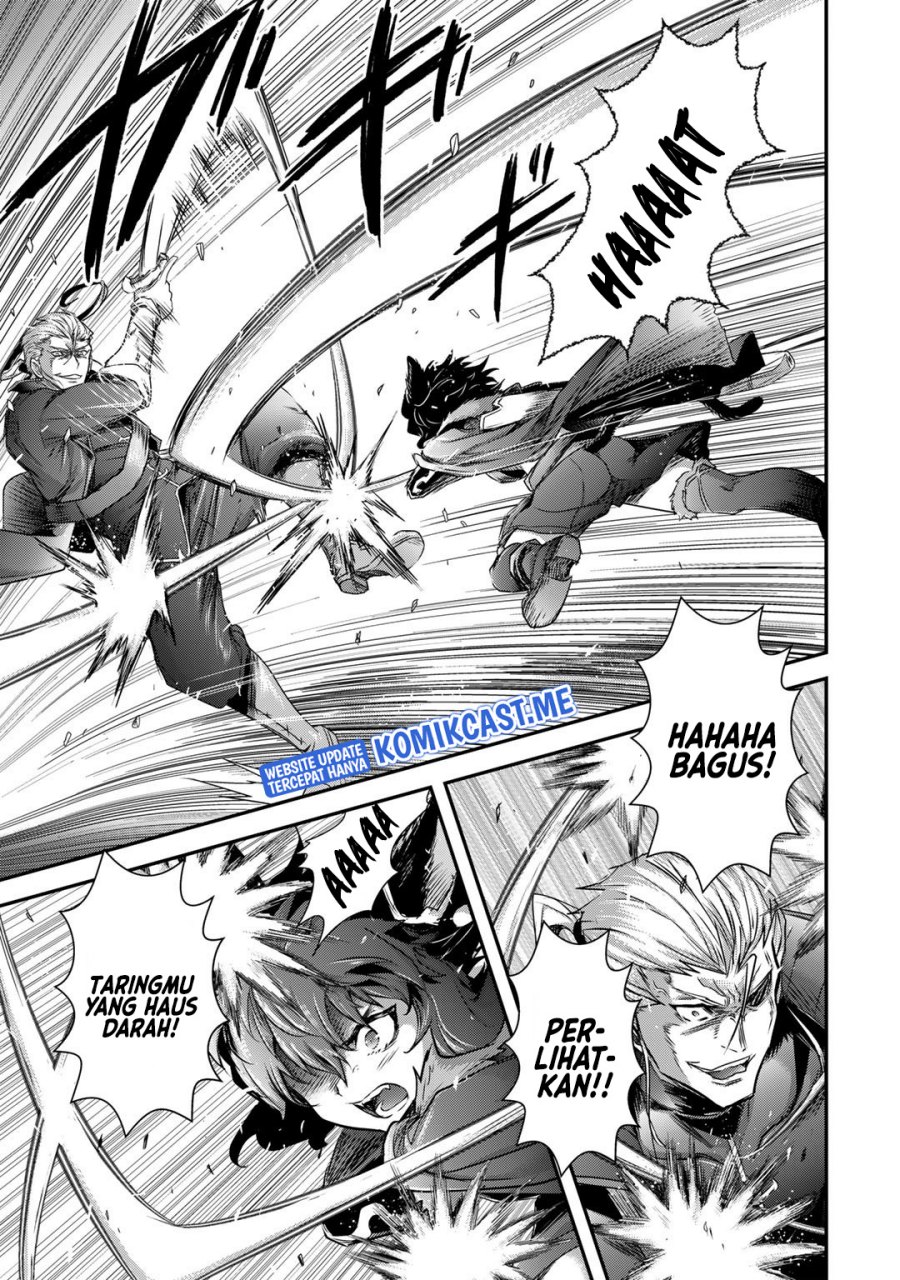 ギギギ
HAAAAAT
HAHAHA
BAGUS!
PER-
LIHAT-
KAN!!
AAAAA
TARINGMU
YANG HAUS
DARAH!
WEBSITE UPDATE
TERCEPAT HANYA
KOMIKCAST.ME